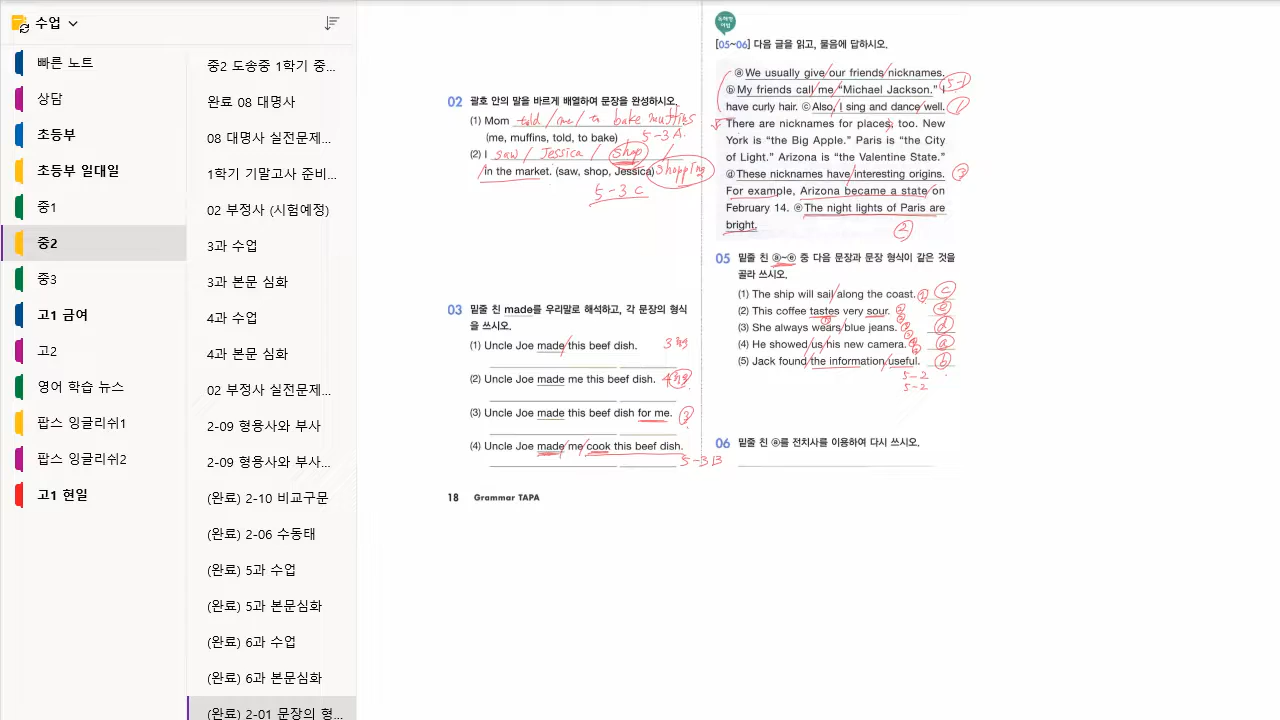 수업
빠른 노트
상담
초등부
초등부 일대일
중1
중2
중3
고1 금여
고2
영어 학습 뉴스
팝스 잉글리쉬1
팝스 잉글리쉬2
고1 현일
중2 도송중 1학기 중...
완료 08 대명사
08 대명사 실전문제...
1학기 기말고사 준비...
02 부정사 (시험예정)
3과 수업
3과 본문 심화
4과 수업
4과 본문 심화
02 부정사 실전문제...
2-09 형용사와 부사
2-09 형용사와 부사...
(완료) 2-10 비교구문
(완료) 2-06 수동태
(완료) 5과 수업
(완료) 5과 본문심화
(완료) 6과 수업
(완료) 6과 본문심화
(완료) 2-01 문장의 형...
02 괄호 안의 말을 바르게 배열하여 문장을 완성하시오.
(1) Mom told / me / to bake muffins
(me, muffins, told, to bake) 5-3 A.
(2) I saw / Jessica / shop /
in the market. (saw, shop, Jessica) shopping
5-3 C
03 밑줄 친 made를 우리말로 해석하고, 각 문장의 형식
을 쓰시오.
(1) Uncle Joe made this beef dish. 3형
(2) Uncle Joe made me this beef dish. 4형
(3) Uncle Joe made this beef dish for me. 3
(4) Uncle Joe made me cook this beef dish.
5-3 B
18 Grammar TAPA
독해형 어법
[05~06] 다음 글을 읽고, 물음에 답하시오.
ⓐ We usually give our friends nicknames.
ⓑ My friends call me “Michael Jackson.” I 5-1
have curly hair. ⓒ Also, I sing and dance well. 1
There are nicknames for places, too. New
York is “the Big Apple.” Paris is “the City
of Light.” Arizona is “the Valentine State.”
ⓓ These nicknames have interesting origins. 3
For example, Arizona became a state on
February 14. ⓔ The night lights of Paris are
bright. 2
05 밑줄 친 ⓐ~ⓔ 중 다음 문장과 문장 형식이 같은 것을
골라 쓰시오.
(1) The ship will sail along the coast. ① ⓒ
(2) This coffee tastes very sour. ② ⓔ
(3) She always wears blue jeans. ③ ⓓ
(4) He showed us his new camera. ④ ⓐ
(5) Jack found the information useful. ⓑ
5-2
5-2
06 밑줄 친 ⓐ를 전치사를 이용하여 다시 쓰시오.